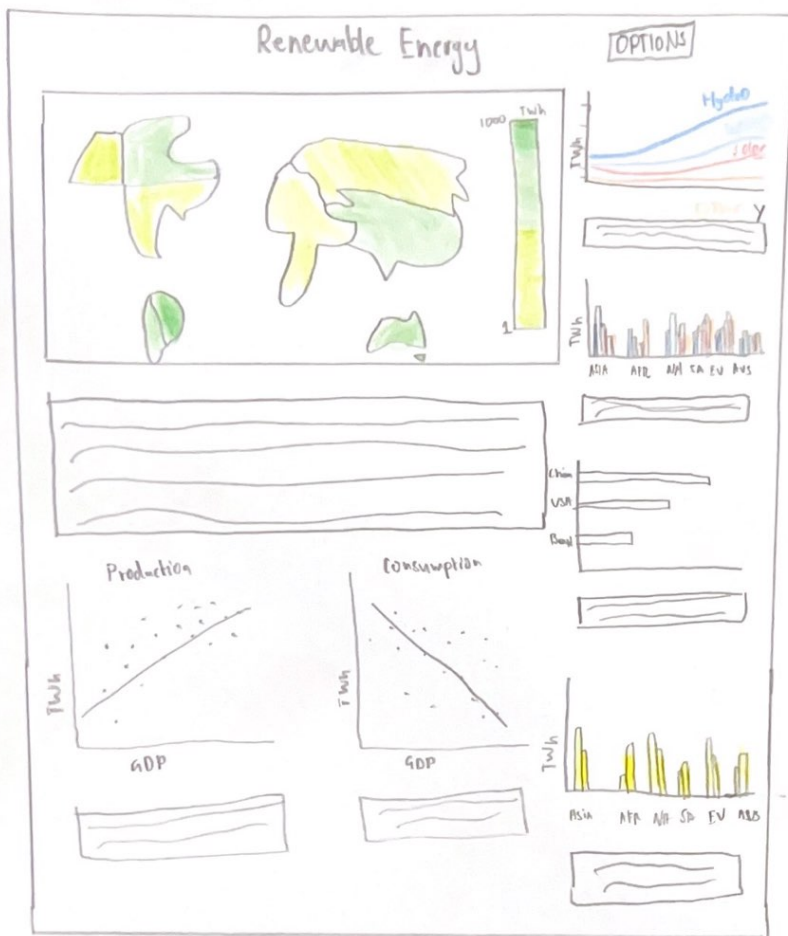 Renewable Energy
OPTIONS
TWh
1000
1
Hydro
Solar
TWh
Y
TWh
ASIA AFR NA SA EU AUS
China
USA
Production
TWh
GDP
Consumption
TWh
GDP
TWh
Asia AFR NA SA EU AUS